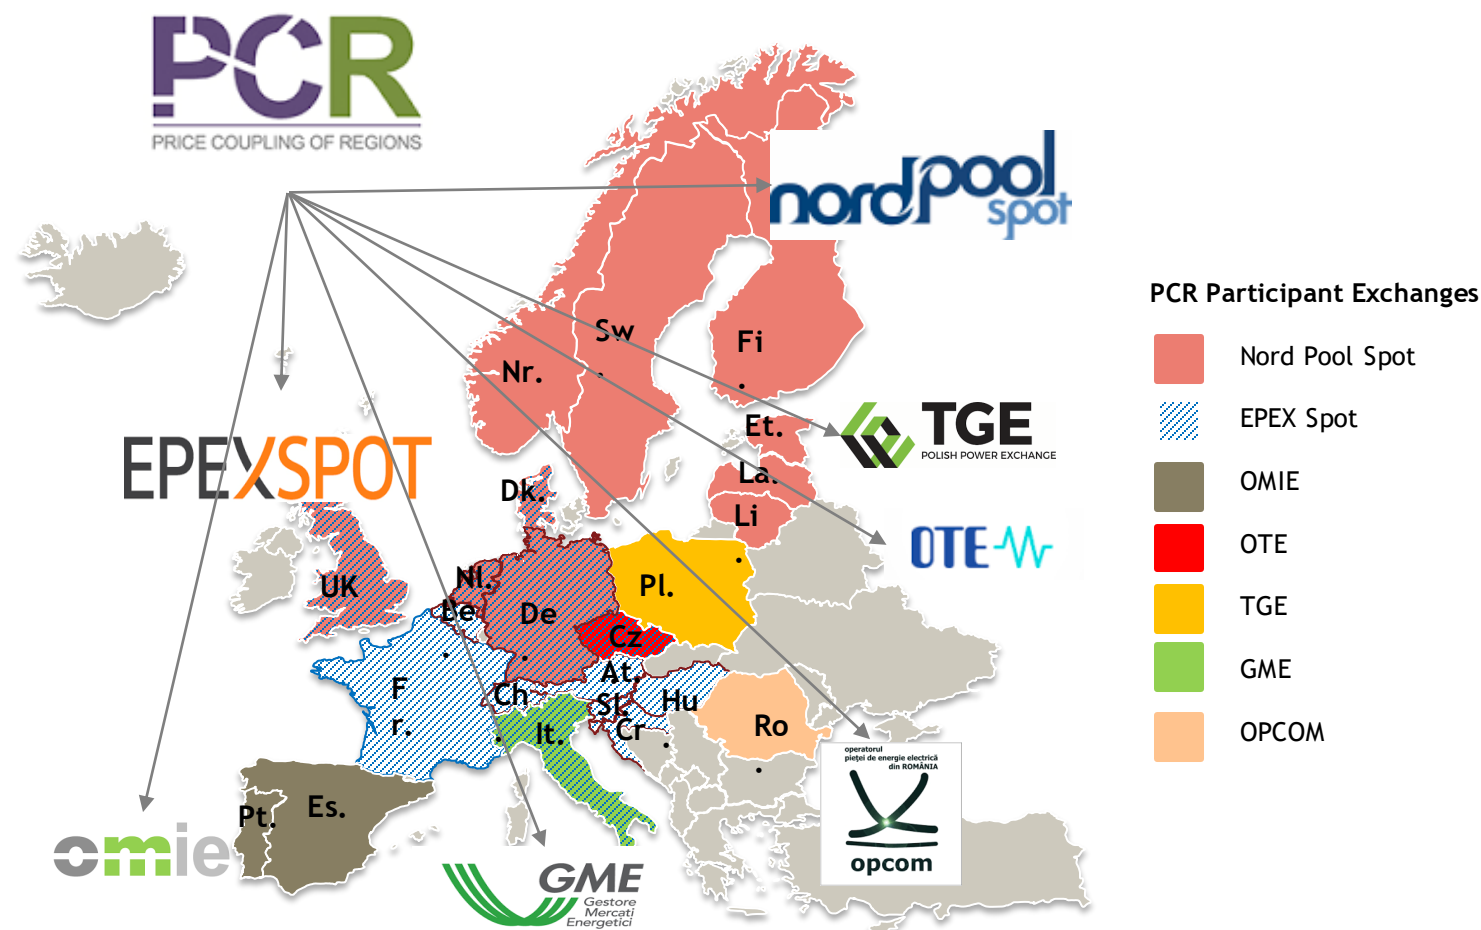 PCR
PRICE COUPLING OF REGIONS
nordpool
spot
PCR Participant Exchanges
Nord Pool Spot
EPEX Spot
OMIE
OTE
TGE
GME
OPCOM
Sw
Fi
Nr.
TGE
POLISH POWER EXCHANGE
Et.
EPEXSPOT
La.
Dk.
Li
OTE
UK
Nl.
Be
De
Pl.
Cz
At.
F
r.
Ch
Sl.
Hu
Cr
It.
Ro
operatorul
pieței de energie electrică
din ROMÂNIA
opcom
Pt.
Es.
omie
GME
Gestore
Mercati
Energetici